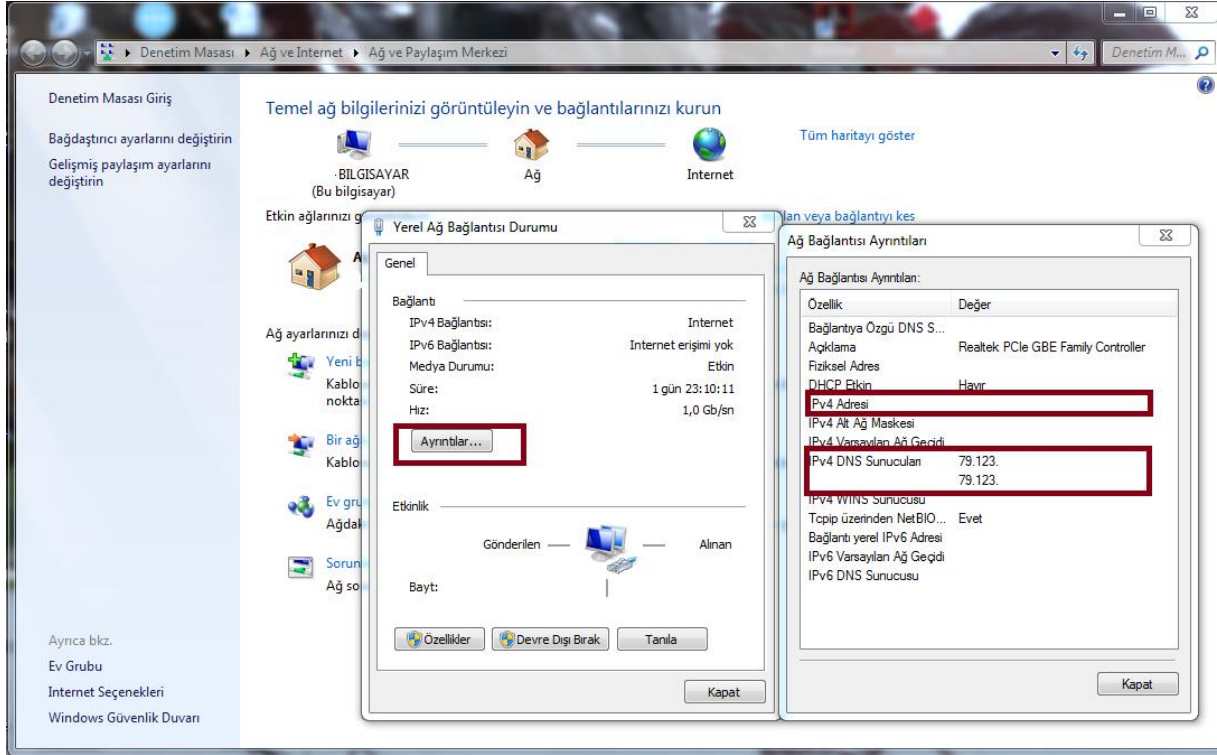 Denetim Masası ▸ Ağ ve Internet ▸ Ağ ve Paylaşım Merkezi
Denetim M...
Denetim Masası Giriş
Bağdaştırıcı ayarlarını değiştirin
Gelişmiş paylaşım ayarlarını
değiştirin
Temel ağ bilgilerinizi görüntüleyin ve bağlantılarınızı kurun
BILGISAYAR
(Bu bilgisayar)
Ağ
Internet
Tüm haritayı göster
Etkin ağlarınızı g
lan veya bağlantıyı kes
A
Ağ ayarlarınızı d
Yeni b
Kablo
nokta
Bir ağ
Kablo
Ev gru
Ağdak
Sorun
Ağ so
Ayrıca bkz.
Ev Grubu
Internet Seçenekleri
Windows Güvenlik Duvarı
Yerel Ağ Bağlantısı Durumu
Genel
Bağlantı
IPv4 Bağlantısı: Internet
IPv6 Bağlantısı: Internet erişimi yok
Medya Durumu: Etkin
Süre: 1 gün 23:10:11
Hız: 1,0 Gb/sn
Ayrıntılar...
Etkinlik
Gönderilen
Alınan
Bayt:
Özellikler
Devre Dışı Bırak
Tanıla
Kapat
Ağ Bağlantısı Ayrıntıları
Ağ Bağlantısı Ayrıntıları:
Özellik Değer
Bağlantıya Özgü DNS S...
Açıklama Realtek PCIe GBE Family Controller
Fiziksel Adres
DHCP Etkin Hayır
IPv4 Adresi
IPv4 Alt Ağ Maskesi
IPv4 Varsayılan Ağ Geçidi
IPv4 DNS Sunucuları 79.123.
79.123.
IPv4 WINS Sunucusu
Tcpip üzerinden NetBIO... Evet
Bağlantı yerel IPv6 Adresi
IPv6 Varsayılan Ağ Geçidi
IPv6 DNS Sunucusu
Kapat